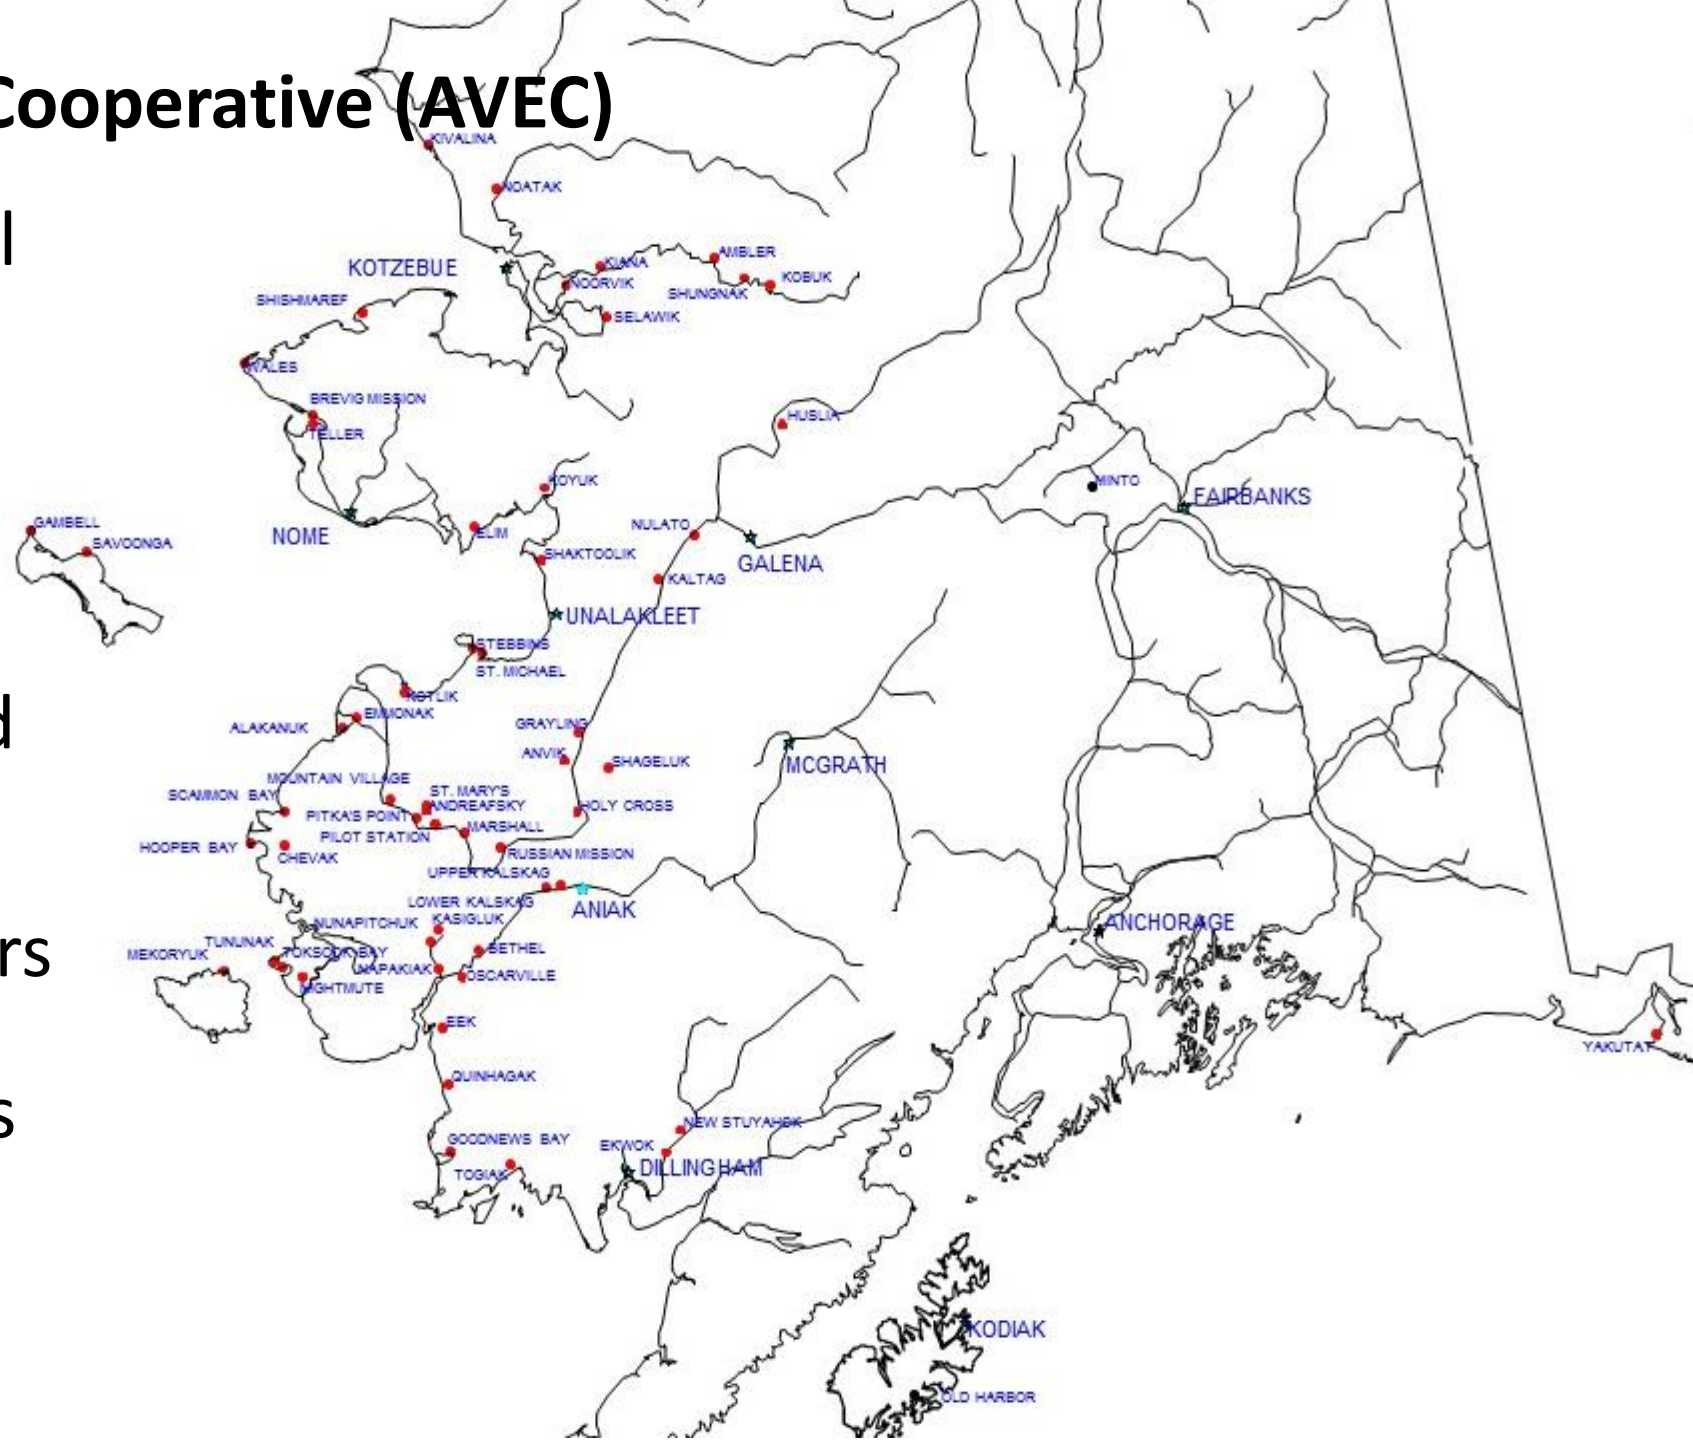 Cooperative (AVEC)
KIVALINA
NOATAK
l
AMBLER
KIANA
KOTZEBUE
KOBUK
NOORVIK
SHUNGNAK
SHISHMAREF
SELAWIK
WALES
BREVIG MISSION
HUSLIA
TELLER
KOYUK
MINTO
FAIRBANKS
GAMBELL
NULATO
ELIM
NOME
SAVOONGA
SHAKTOOLIK
GALENA
KALTAG
UNALAKLEET
STEBBINS
ST. MICHAEL
KOTLIK
d
EMMONAK
GRAYLING
ALAKANUK
ANVIK
SHAGELUK
MCGRATH
MOUNTAIN VILLAGE
ST. MARY'S
SCAMMON BAY
ANDREAFSKY
HOLY CROSS
PITKA'S POINT
MARSHALL
PILOT STATION
HOOPER BAY
RUSSIAN MISSION
CHEVAK
UPPER KALSKAG
LOWER KALSKAG
ANIAK
KASIGLUK
NUNAPITCHUK
ANCHORAGE
TUNUNAK
BETHEL
rs
MEKORYUK
TOKSOOK BAY
NAPAKIAK
OSCARVILLE
NIGHTMUTE
EEK
YAKUTAT
QUINHAGAK
s
NEW STUYAHOK
GOODNEWS BAY
EKWOK
DILLINGHAM
TOGIAK
KODIAK
OLD HARBOR